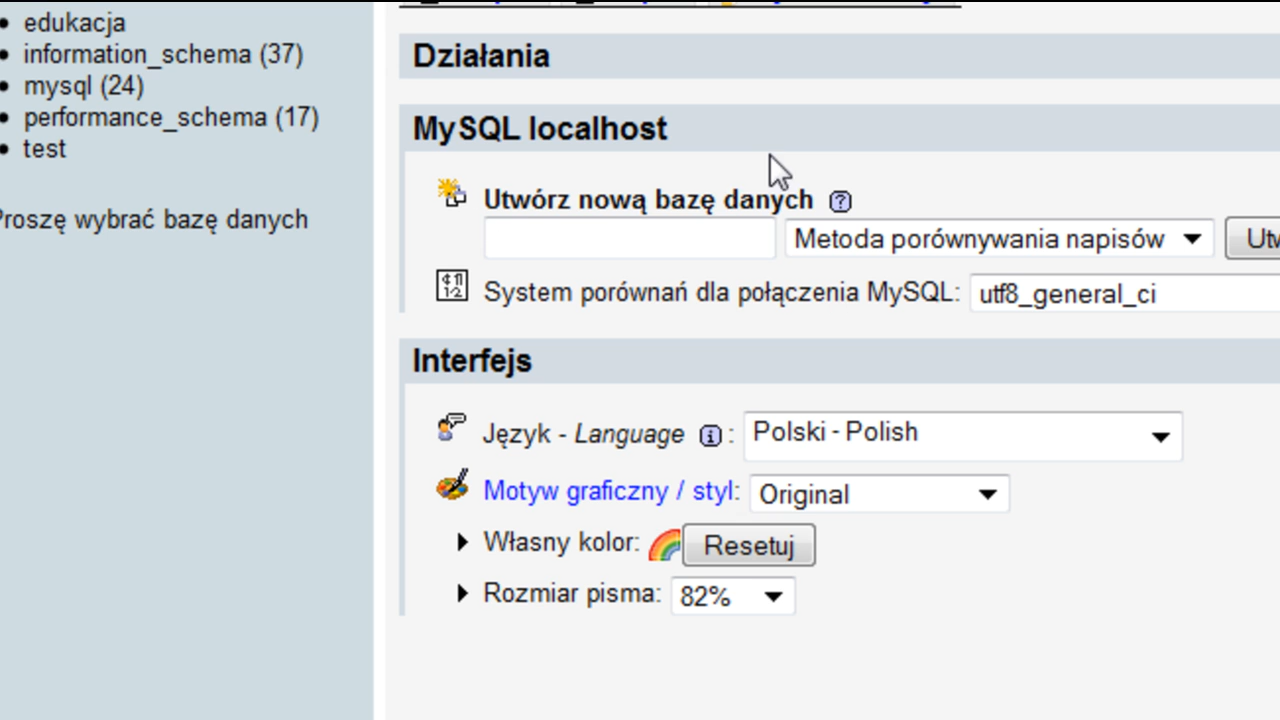 edukacja
information_schema (37)
mysql (24)
performance_schema (17)
test
Proszę wybrać bazę danych
Działania
MySQL localhost
Utwórz nową bazę danych
Metoda porównywania napisów
System porównań dla połączenia MySQL: utf8_general_ci
Interfejs
Język - Language : Polski - Polish
Motyw graficzny / styl: Original
Własny kolor: Resetuj
Rozmiar pisma: 82%